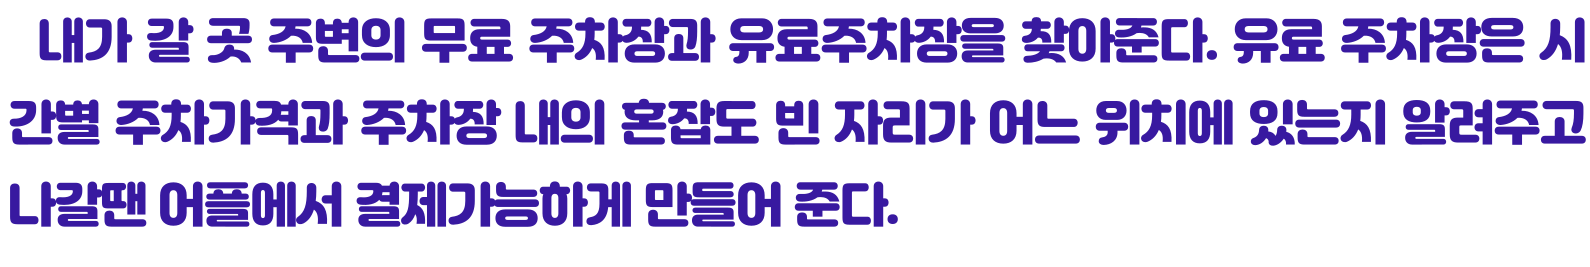 내가 갈 곳 주변의 무료 주차장과 유료주차장을 찾아준다. 유료 주차장은 시
간별 주차가격과 주차장 내의 혼잡도 빈 자리가 어느 위치에 있는지 알려주고
나갈땐 어플에서 결제가능하게 만들어 준다.